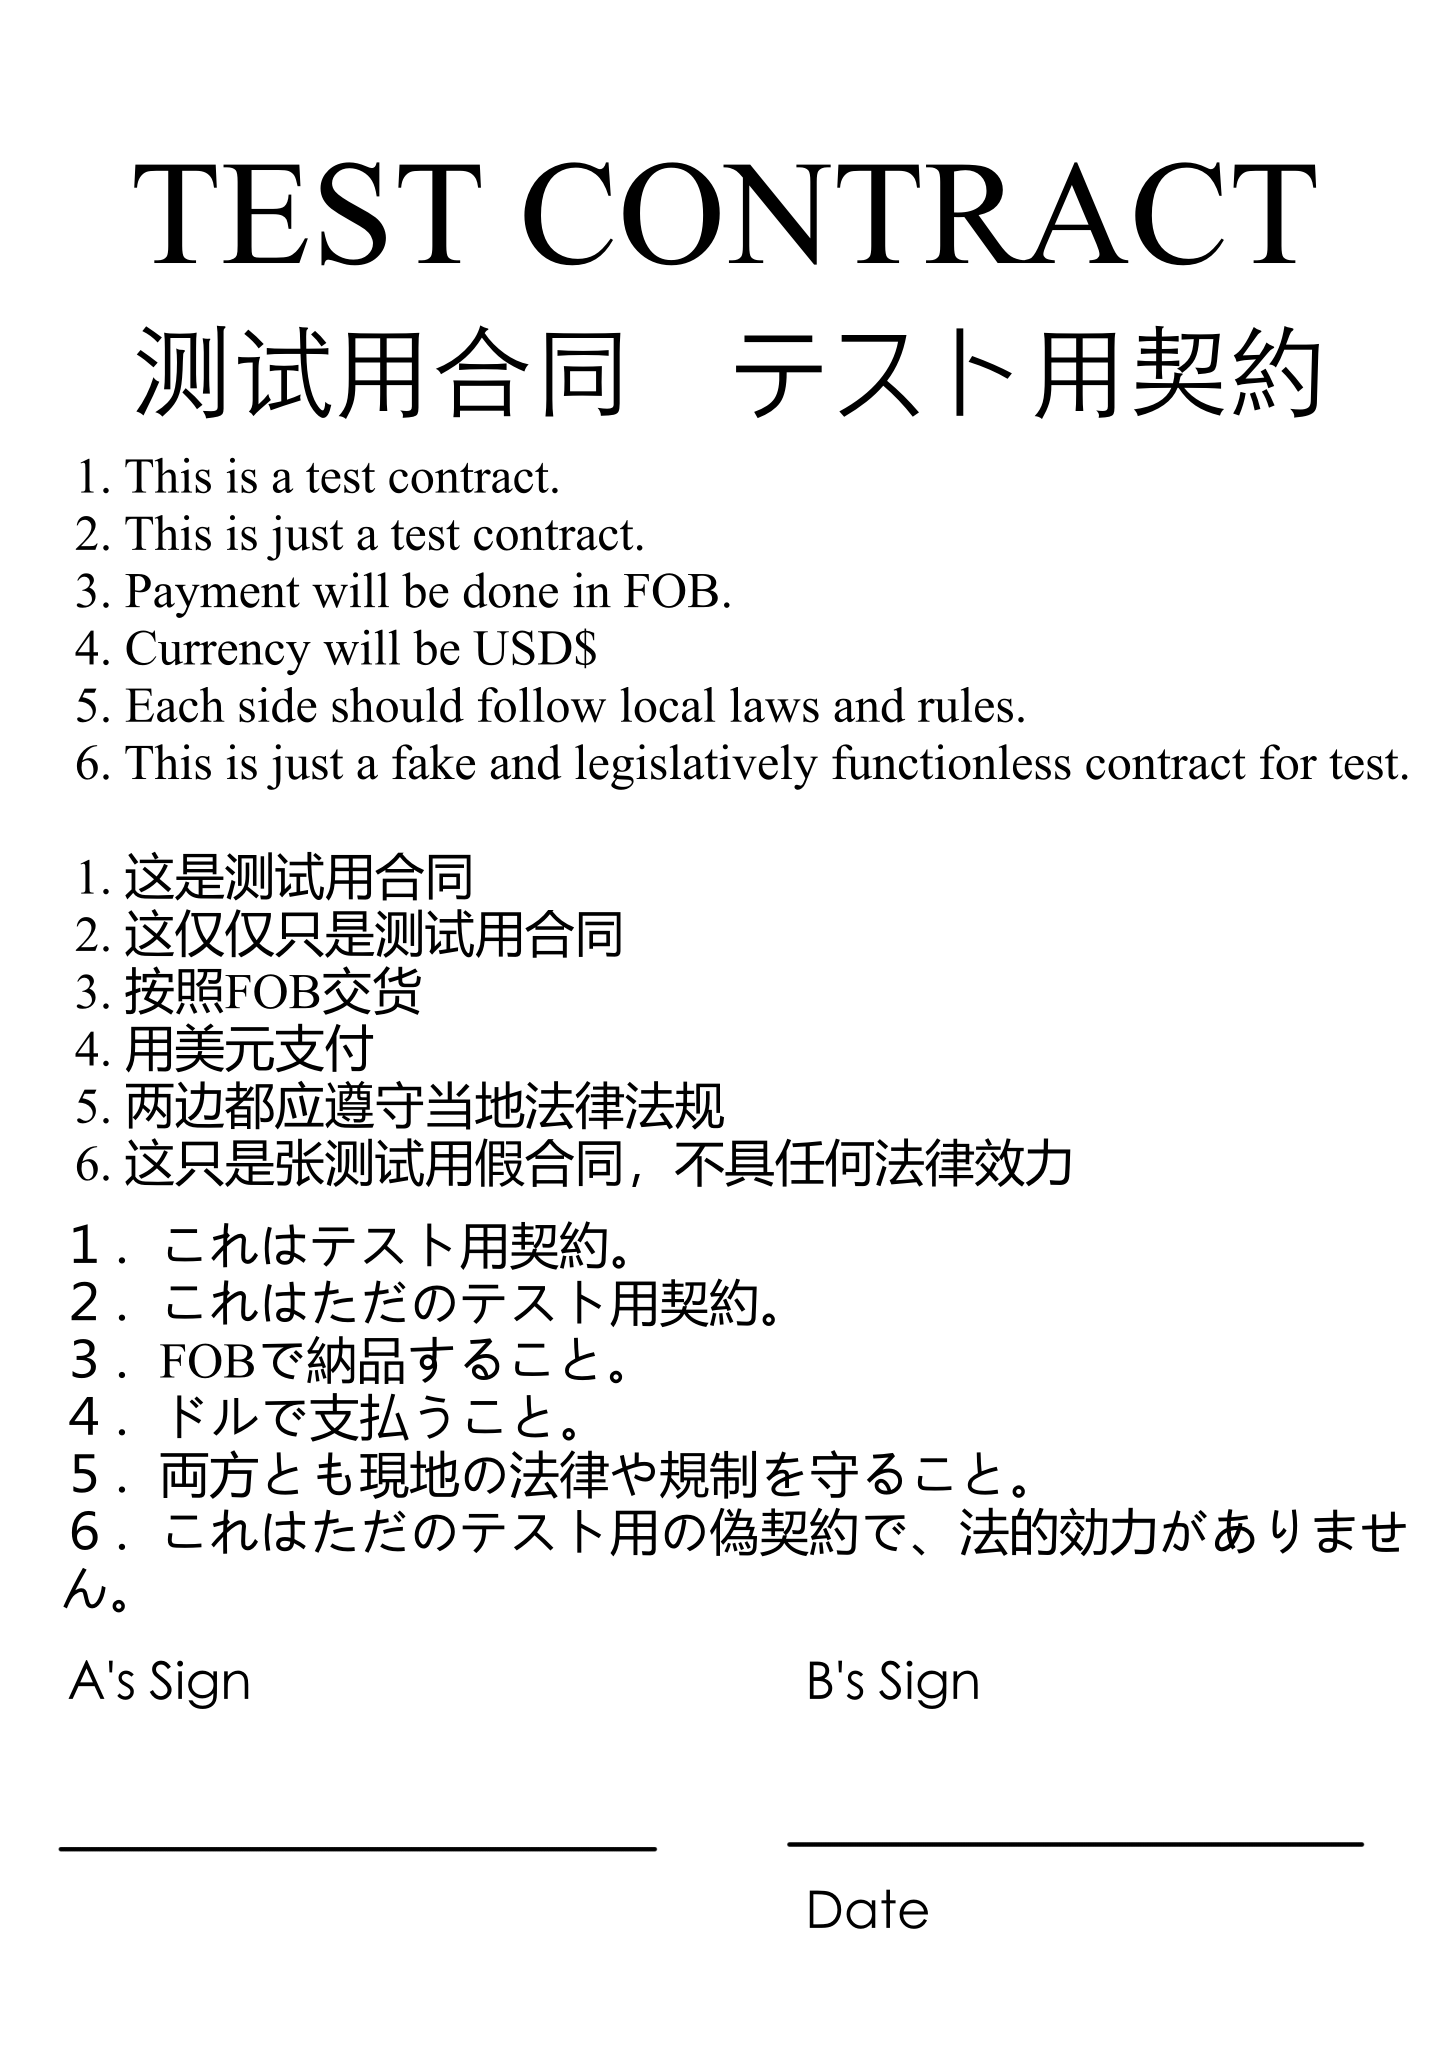 TEST CONTRACT
测试用合同　テスト用契約
1. This is a test contract.
2. This is just a test contract.
3. Payment will be done in FOB.
4. Currency will be USD$
5. Each side should follow local laws and rules.
6. This is just a fake and legislatively functionless contract for test.
1. 这是测试用合同
2. 这仅仅只是测试用合同
3. 按照FOB交货
4. 用美元支付
5. 两边都应遵守当地法律法规
6. 这只是张测试用假合同，不具任何法律效力
１．これはテスト用契約。
２．これはただのテスト用契約。
３．FOBで納品すること。
４．ドルで支払うこと。
５．両方とも現地の法律や規制を守ること。
６．これはただのテスト用の偽契約で、法的効力がありませ
ん。
A's Sign
B's Sign
Date